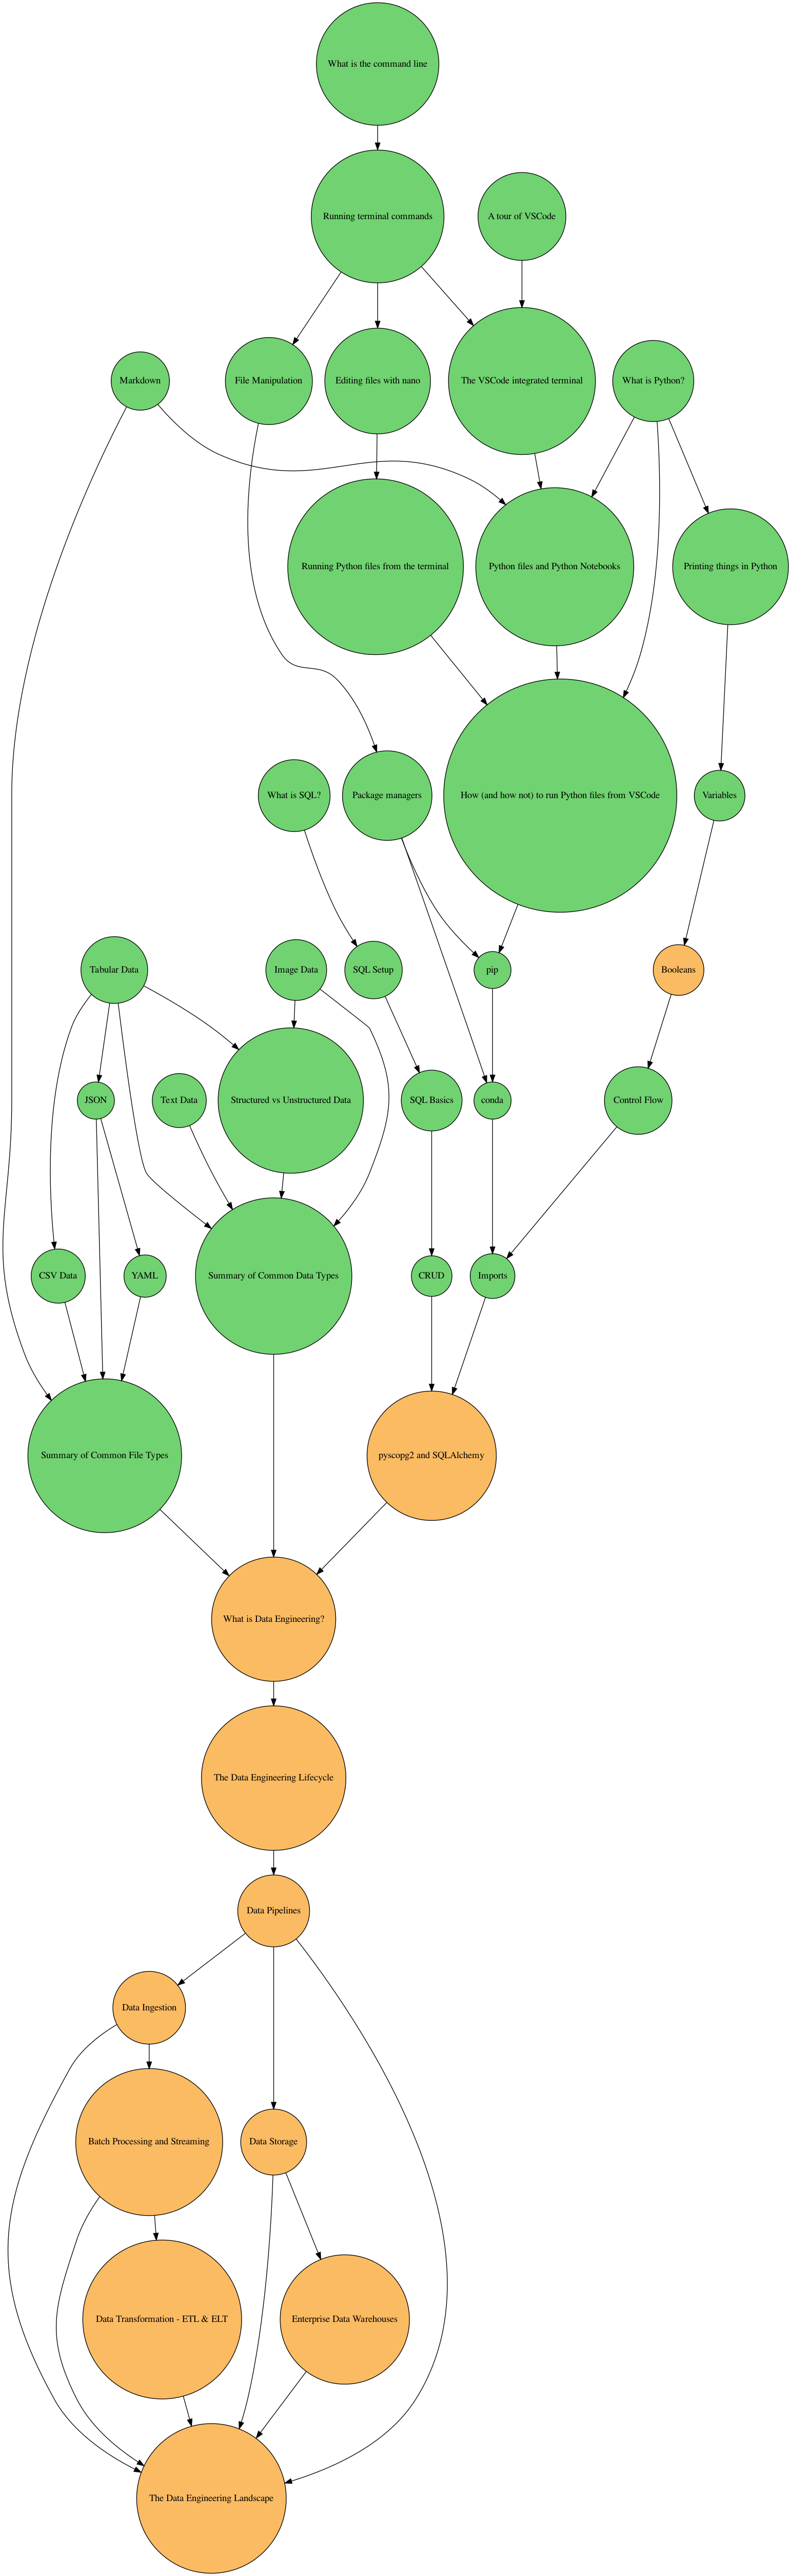 What is the command line
Running terminal commands
A tour of VSCode
Markdown
File Manipulation
Editing files with nano
The VSCode integrated terminal
What is Python?
Running Python files from the terminal
Python files and Python Notebooks
Printing things in Python
What is SQL?
Package managers
How (and how not) to run Python files from VSCode
Variables
Tabular Data
Image Data
SQL Setup
pip
Booleans
JSON
Text Data
Structured vs Unstructured Data
SQL Basics
conda
Control Flow
CSV Data
YAML
Summary of Common Data Types
CRUD
Imports
Summary of Common File Types
pyscopg2 and SQLAlchemy
What is Data Engineering?
The Data Engineering Lifecycle
Data Pipelines
Data Ingestion
Batch Processing and Streaming
Data Storage
Data Transformation - ETL & ELT
Enterprise Data Warehouses
The Data Engineering Landscape